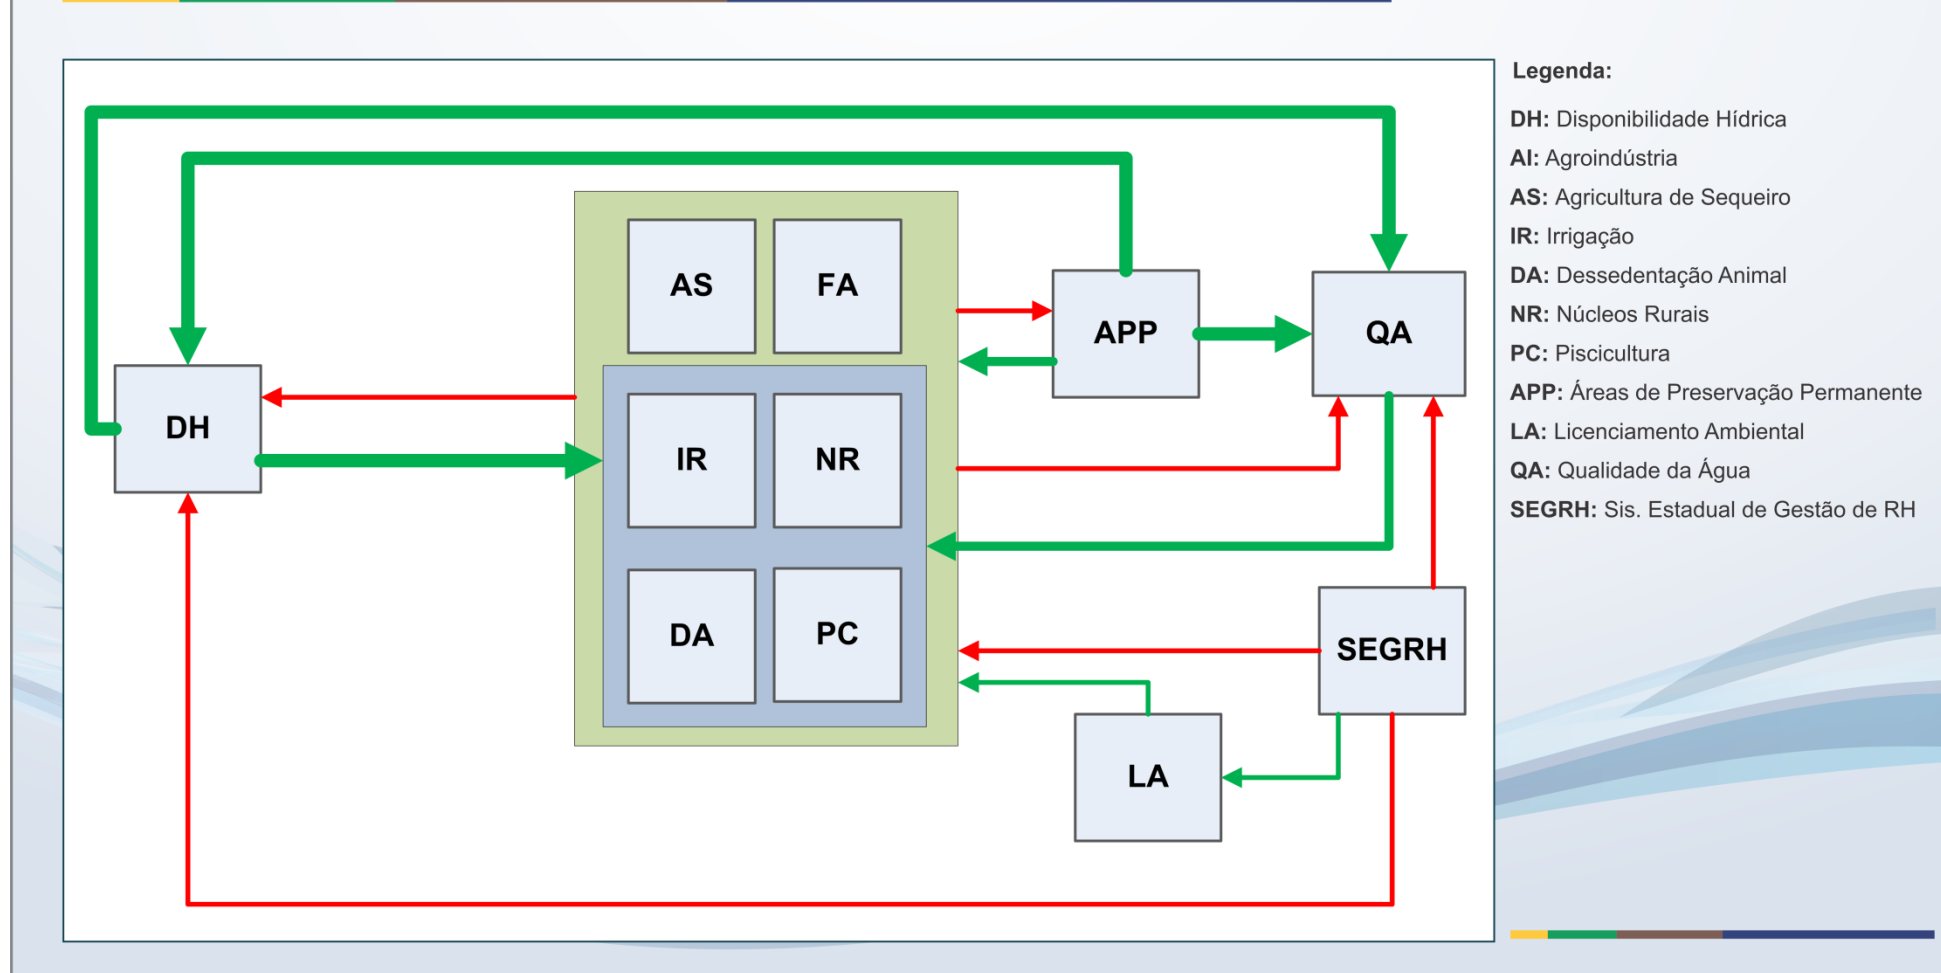 Legenda:
DH: Disponibilidade Hídrica
AI: Agroindústria
AS: Agricultura de Sequeiro
IR: Irrigação
DA: Dessedentação Animal
NR: Núcleos Rurais
PC: Piscicultura
APP: Áreas de Preservação Permanente
LA: Licenciamento Ambiental
QA: Qualidade da Água
SEGRH: Sis. Estadual de Gestão de RH
AS
FA
APP
QA
DH
IR
NR
DA
PC
SEGRH
LA